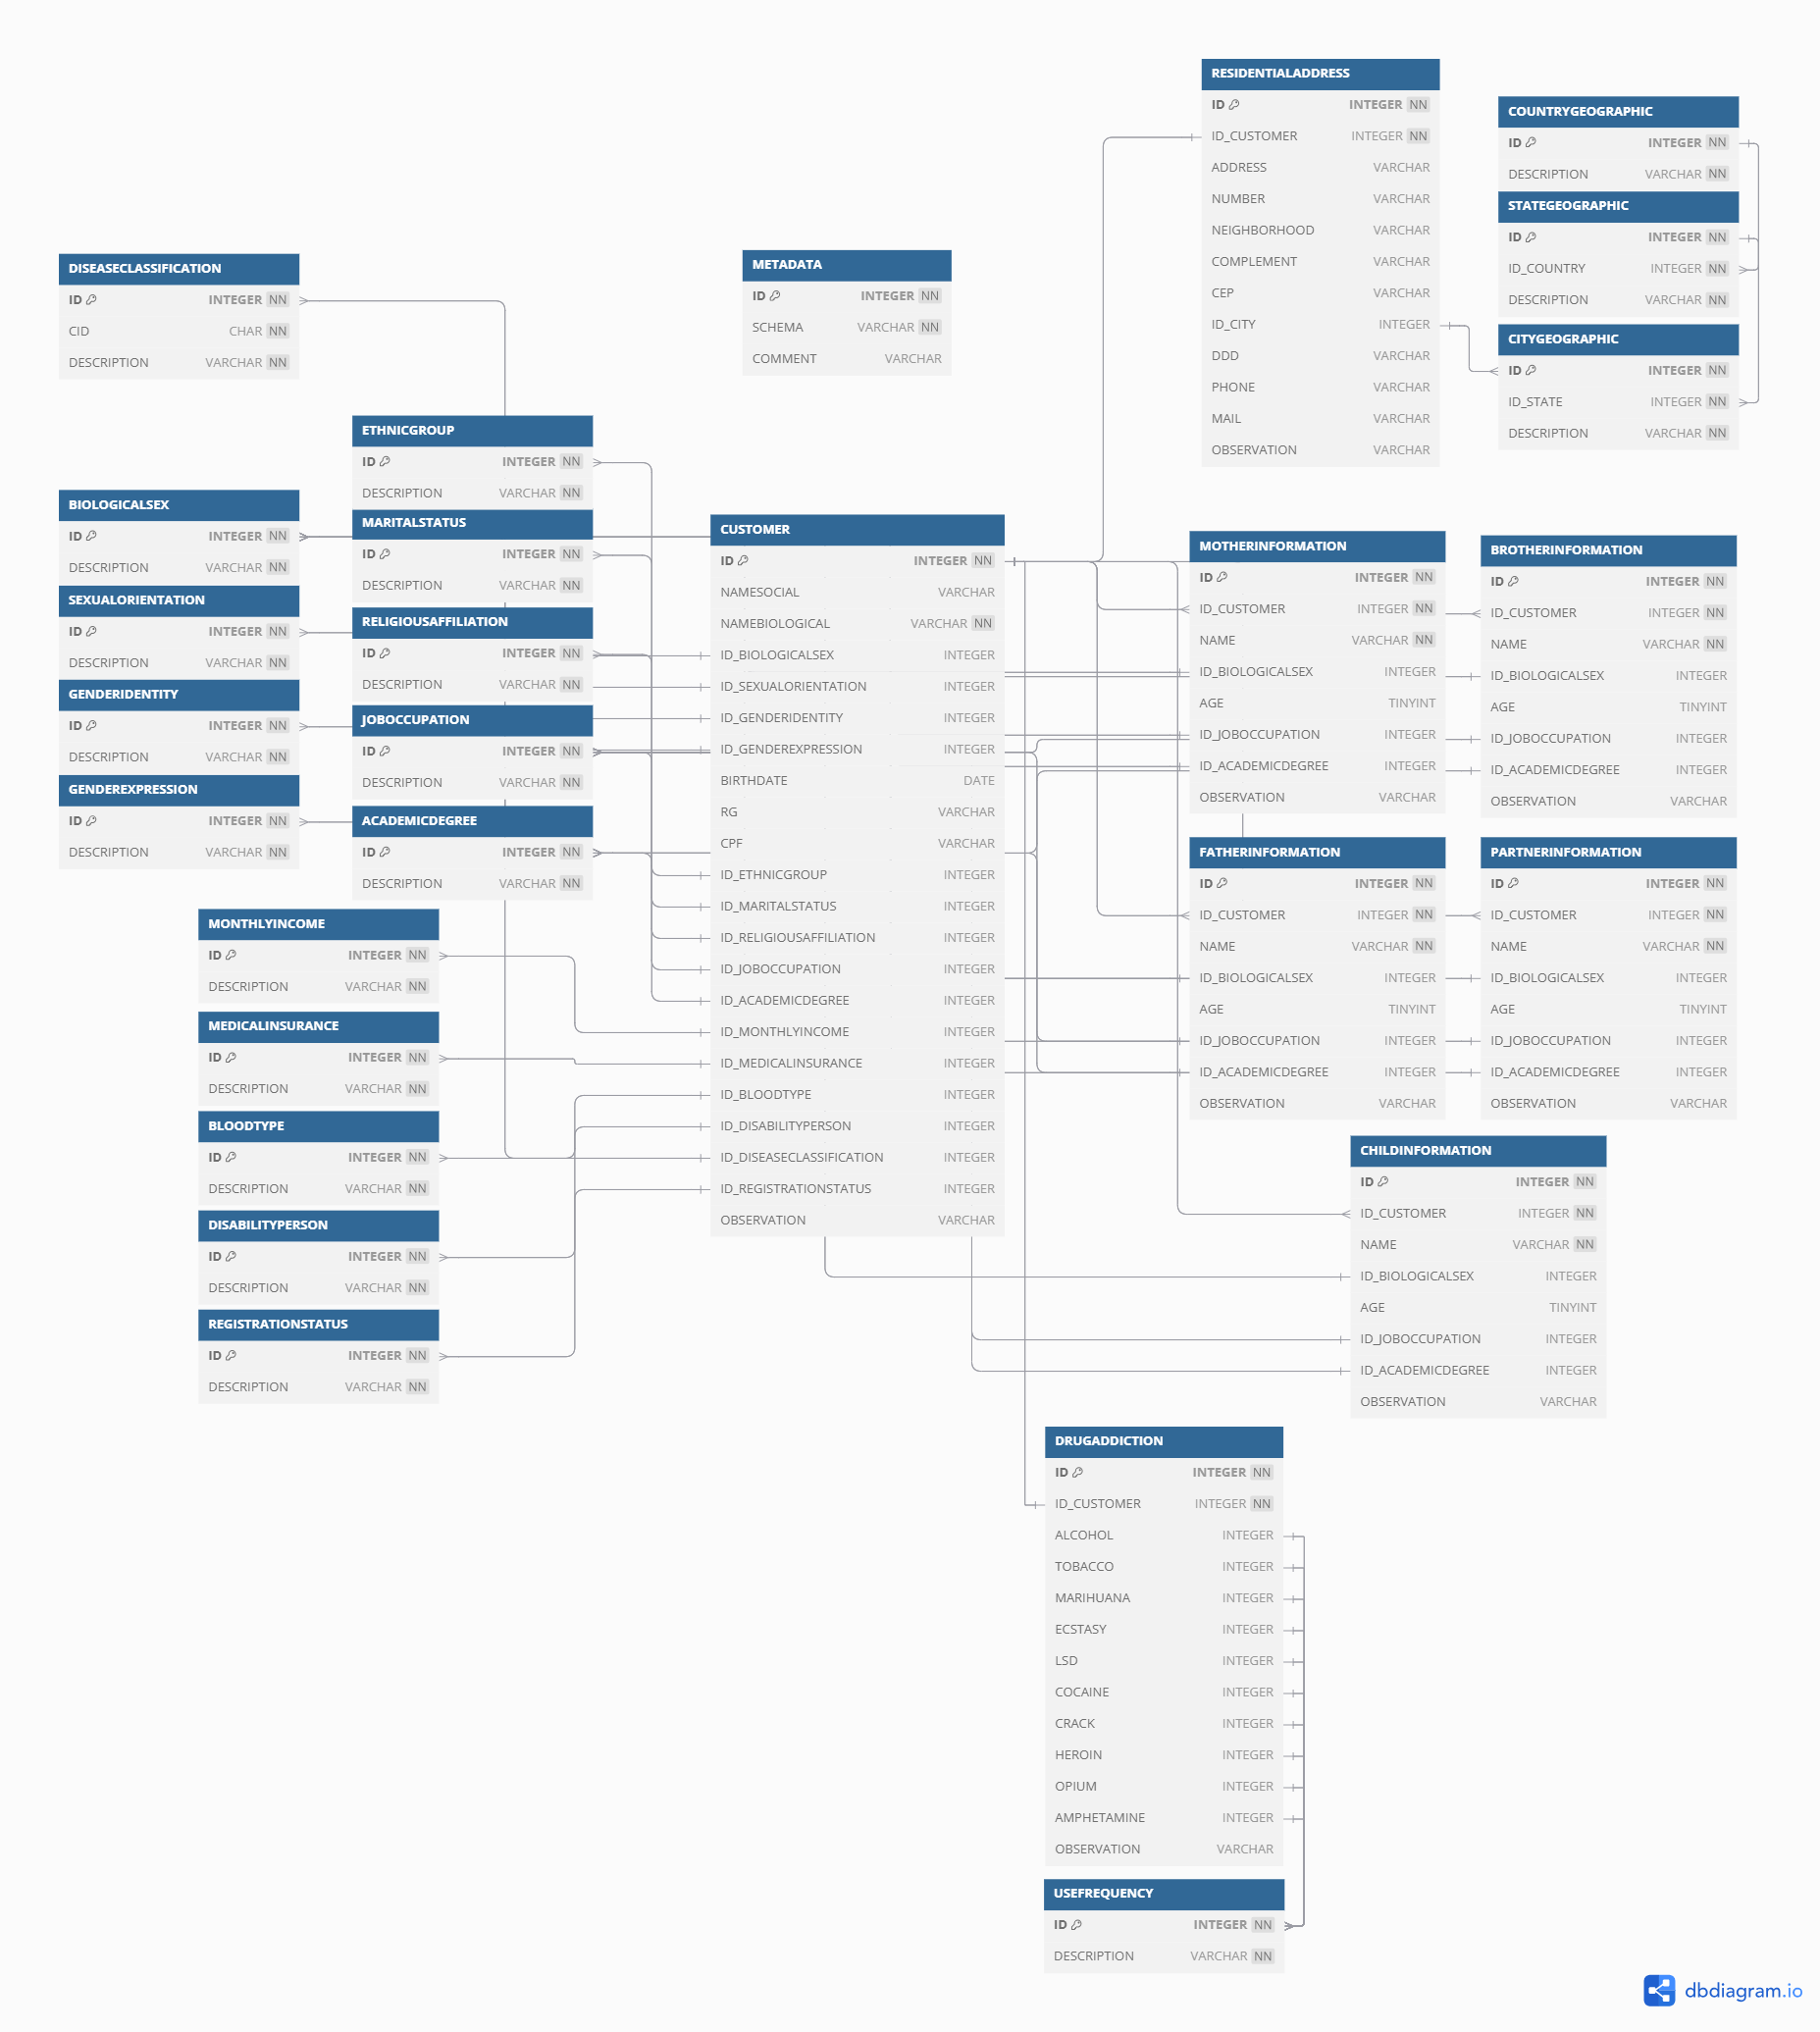 RESIDENTIALADDRESS
ID INTEGER NN
ID_CUSTOMER INTEGER NN
ADDRESS VARCHAR
NUMBER VARCHAR
NEIGHBORHOOD VARCHAR
COMPLEMENT VARCHAR
CEP VARCHAR
ID_CITY INTEGER
DDD VARCHAR
PHONE VARCHAR
MAIL VARCHAR
OBSERVATION VARCHAR
COUNTRYGEOGRAPHIC
ID INTEGER NN
DESCRIPTION VARCHAR NN
STATEGEOGRAPHIC
ID INTEGER NN
ID_COUNTRY INTEGER NN
DESCRIPTION VARCHAR NN
CITYGEOGRAPHIC
ID INTEGER NN
ID_STATE INTEGER NN
DESCRIPTION VARCHAR NN
DISEASECLASSIFICATION
ID INTEGER NN
CID CHAR NN
DESCRIPTION VARCHAR NN
METADATA
ID INTEGER NN
SCHEMA VARCHAR NN
COMMENT VARCHAR
ETHNICGROUP
ID INTEGER NN
DESCRIPTION VARCHAR NN
MARITALSTATUS
ID INTEGER NN
DESCRIPTION VARCHAR NN
RELIGIOUSAFFILIATION
ID INTEGER NN
DESCRIPTION VARCHAR NN
JOBOCCUPATION
ID INTEGER NN
DESCRIPTION VARCHAR NN
ACADEMICDEGREE
ID INTEGER NN
DESCRIPTION VARCHAR NN
BIOLOGICALSEX
ID INTEGER NN
DESCRIPTION VARCHAR NN
SEXUALORIENTATION
ID INTEGER NN
DESCRIPTION VARCHAR NN
GENDERIDENTITY
ID INTEGER NN
DESCRIPTION VARCHAR NN
GENDEREXPRESSION
ID INTEGER NN
DESCRIPTION VARCHAR NN
CUSTOMER
ID INTEGER NN
NAMESOCIAL VARCHAR
NAMEBIOLOGICAL VARCHAR NN
ID_BIOLOGICALSEX INTEGER
ID_SEXUALORIENTATION INTEGER
ID_GENDERIDENTITY INTEGER
ID_GENDEREXPRESSION INTEGER
BIRTHDATE DATE
RG VARCHAR
CPF VARCHAR
ID_ETHNICGROUP INTEGER
ID_MARITALSTATUS INTEGER
ID_RELIGIOUSAFFILIATION INTEGER
ID_JOBOCCUPATION INTEGER
ID_ACADEMICDEGREE INTEGER
ID_MONTHLYINCOME INTEGER
ID_MEDICALINSURANCE INTEGER
ID_BLOODTYPE INTEGER
ID_DISABILITYPERSON INTEGER
ID_DISEASECLASSIFICATION INTEGER
ID_REGISTRATIONSTATUS INTEGER
OBSERVATION VARCHAR
MOTHERINFORMATION
ID INTEGER NN
ID_CUSTOMER INTEGER NN
NAME VARCHAR NN
ID_BIOLOGICALSEX INTEGER
AGE TINYINT
ID_JOBOCCUPATION INTEGER
ID_ACADEMICDEGREE INTEGER
OBSERVATION VARCHAR
BROTHERINFORMATION
ID INTEGER NN
ID_CUSTOMER INTEGER NN
NAME VARCHAR NN
ID_BIOLOGICALSEX INTEGER
AGE TINYINT
ID_JOBOCCUPATION INTEGER
ID_ACADEMICDEGREE INTEGER
OBSERVATION VARCHAR
FATHERINFORMATION
ID INTEGER NN
ID_CUSTOMER INTEGER NN
NAME VARCHAR NN
ID_BIOLOGICALSEX INTEGER
AGE TINYINT
ID_JOBOCCUPATION INTEGER
ID_ACADEMICDEGREE INTEGER
OBSERVATION VARCHAR
PARTNERINFORMATION
ID INTEGER NN
ID_CUSTOMER INTEGER NN
NAME VARCHAR NN
ID_BIOLOGICALSEX INTEGER
AGE TINYINT
ID_JOBOCCUPATION INTEGER
ID_ACADEMICDEGREE INTEGER
OBSERVATION VARCHAR
MONTHLYINCOME
ID INTEGER NN
DESCRIPTION VARCHAR NN
MEDICALINSURANCE
ID INTEGER NN
DESCRIPTION VARCHAR NN
BLOODTYPE
ID INTEGER NN
DESCRIPTION VARCHAR NN
DISABILITYPERSON
ID INTEGER NN
DESCRIPTION VARCHAR NN
REGISTRATIONSTATUS
ID INTEGER NN
DESCRIPTION VARCHAR NN
CHILDINFORMATION
ID INTEGER NN
ID_CUSTOMER INTEGER NN
NAME VARCHAR NN
ID_BIOLOGICALSEX INTEGER
AGE TINYINT
ID_JOBOCCUPATION INTEGER
ID_ACADEMICDEGREE INTEGER
OBSERVATION VARCHAR
DRUGADDICTION
ID INTEGER NN
ID_CUSTOMER INTEGER NN
ALCOHOL INTEGER
TOBACCO INTEGER
MARIHUANA INTEGER
ECSTASY INTEGER
LSD INTEGER
COCAINE INTEGER
CRACK INTEGER
HEROIN INTEGER
OPIUM INTEGER
AMPHETAMINE INTEGER
OBSERVATION VARCHAR
USEFREQUENCY
ID INTEGER NN
DESCRIPTION VARCHAR NN
dbdiagram.io